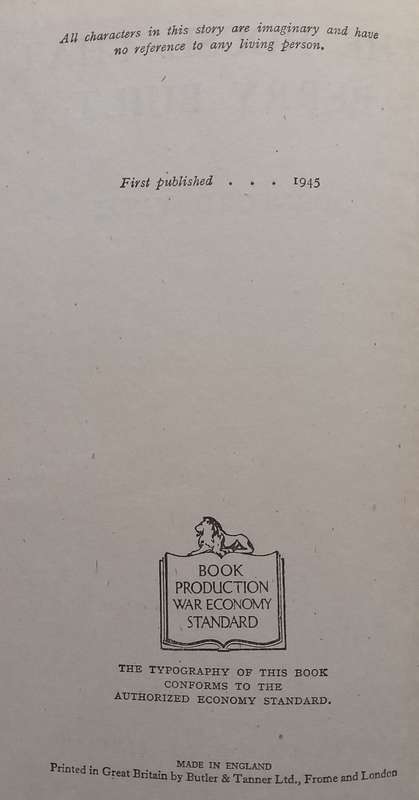 All characters in this story are imaginary and have
no reference to any living person.
First published . . . 1945
BOOK
PRODUCTION
WAR ECONOMY
STANDARD
THE TYPOGRAPHY OF THIS BOOK
CONFORMS TO THE
AUTHORIZED ECONOMY STANDARD.
MADE IN ENGLAND
Printed in Great Britain by Butler & Tanner Ltd., Frome and London